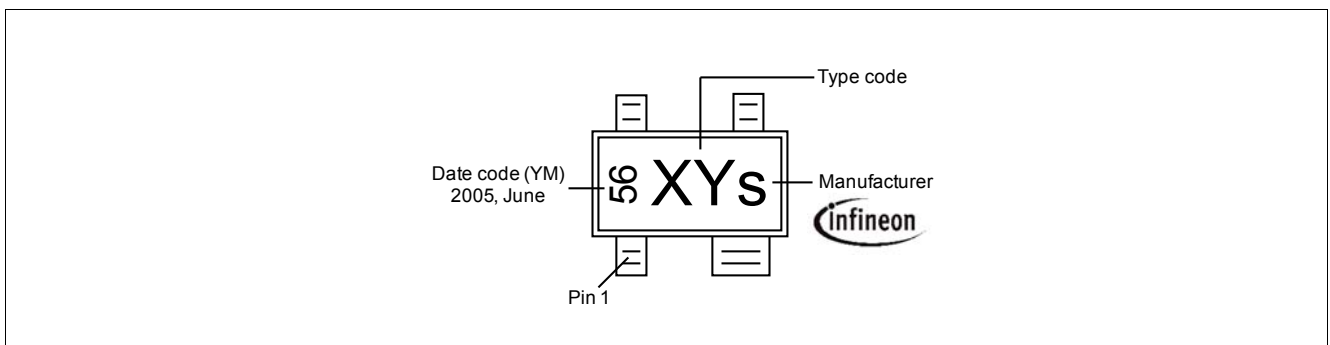 Type code
Date code (YM)
2005, June
56
XYs
Manufacturer
infineon
Pin 1